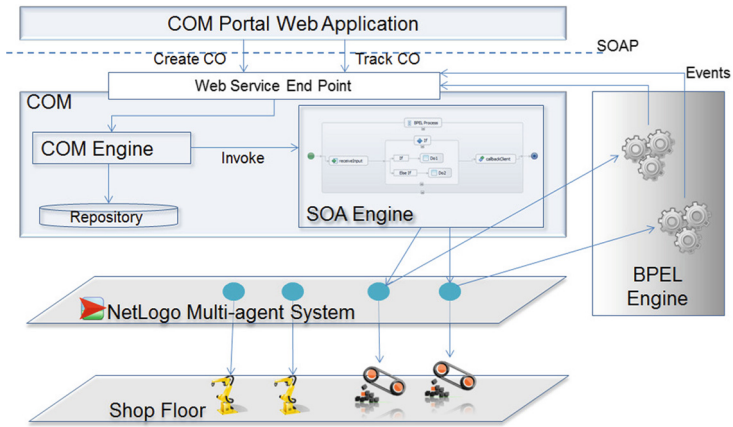 COM Portal Web Application
SOAP
Create CO
Track CO
Events
Web Service End Point
COM
BPEL Process
IF
COM Engine
Invoke
receiveInput
IF
Do1
callbackClient
Else IF
Do2
Repository
SOA Engine
BPEL
Engine
NetLogo Multi-agent System
Shop Floor